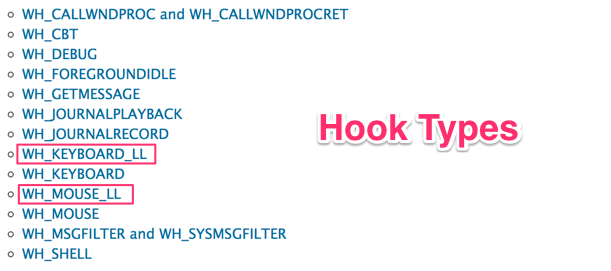 WH_CALLWNDPROC and WH_CALLWNDPROCRET
WH_CBT
WH_DEBUG
WH_FOREGROUNDIDLE
WH_GETMESSAGE
WH_JOURNALPLAYBACK
WH_JOURNALRECORD
WH_KEYBOARD_LL
WH_KEYBOARD
WH_MOUSE_LL
WH_MOUSE
WH_MSGFILTER and WH_SYSMSGFILTER
WH_SHELL
Hook Types